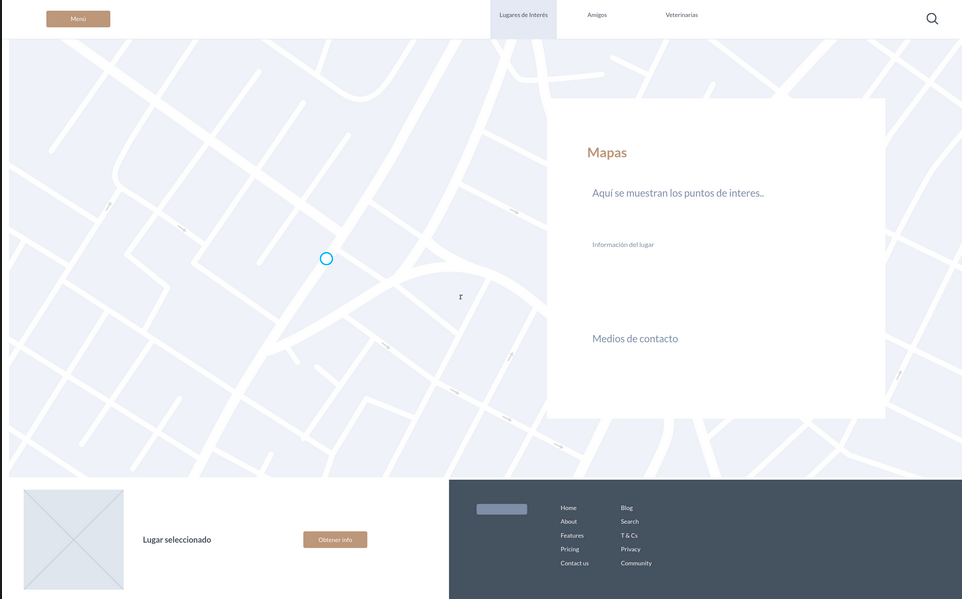 Menú
Lugares de Interés
Amigos
Veterinarias
Mapas
Aquí se muestran los puntos de interes..
Información del lugar
r
Medios de contacto
Lugar seleccionado
Obtener info
Home
About
Features
Pricing
Contact us
Blog
Search
T & Cs
Privacy
Community